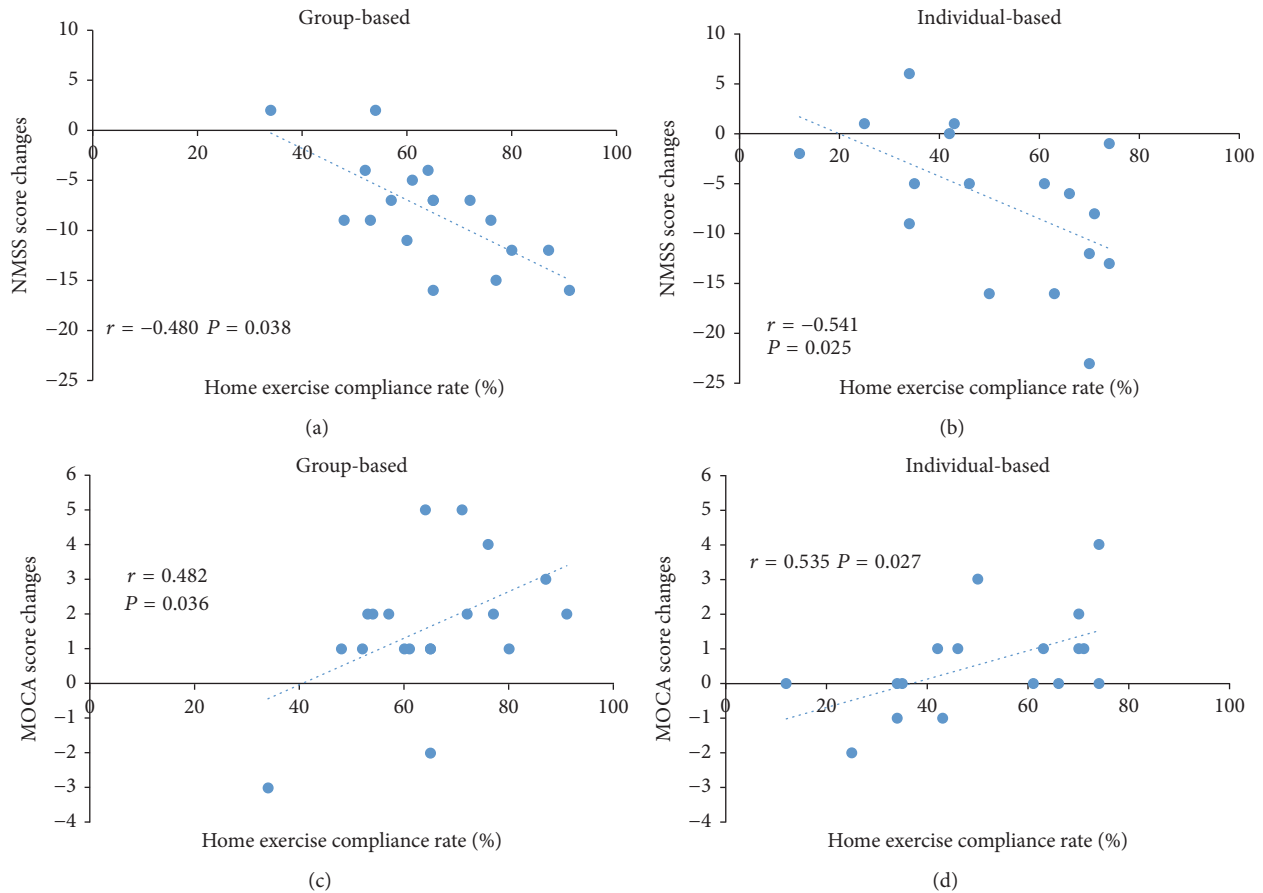 Group-based
10
5
0
−5
−10
−15
−20
−25
0 20 40 60 80 100
NMSS score changes
r = −0.480 P = 0.038
Home exercise compliance rate (%)
(a)
Individual-based
10
5
0
−5
−10
−15
−20
−25
0 20 40 60 80 100
NMSS score changes
r = −0.541
P = 0.025
Home exercise compliance rate (%)
(b)
Group-based
6
5
4
3
2
1
0
−1
−2
−3
−4
0 20 40 60 80 100
MOCA score changes
r = 0.482
P = 0.036
Home exercise compliance rate (%)
(c)
Individual-based
6
5
4
3
2
1
0
−1
−2
−3
−4
0 20 40 60 80 100
MOCA score changes
r = 0.535 P = 0.027
Home exercise compliance rate (%)
(d)